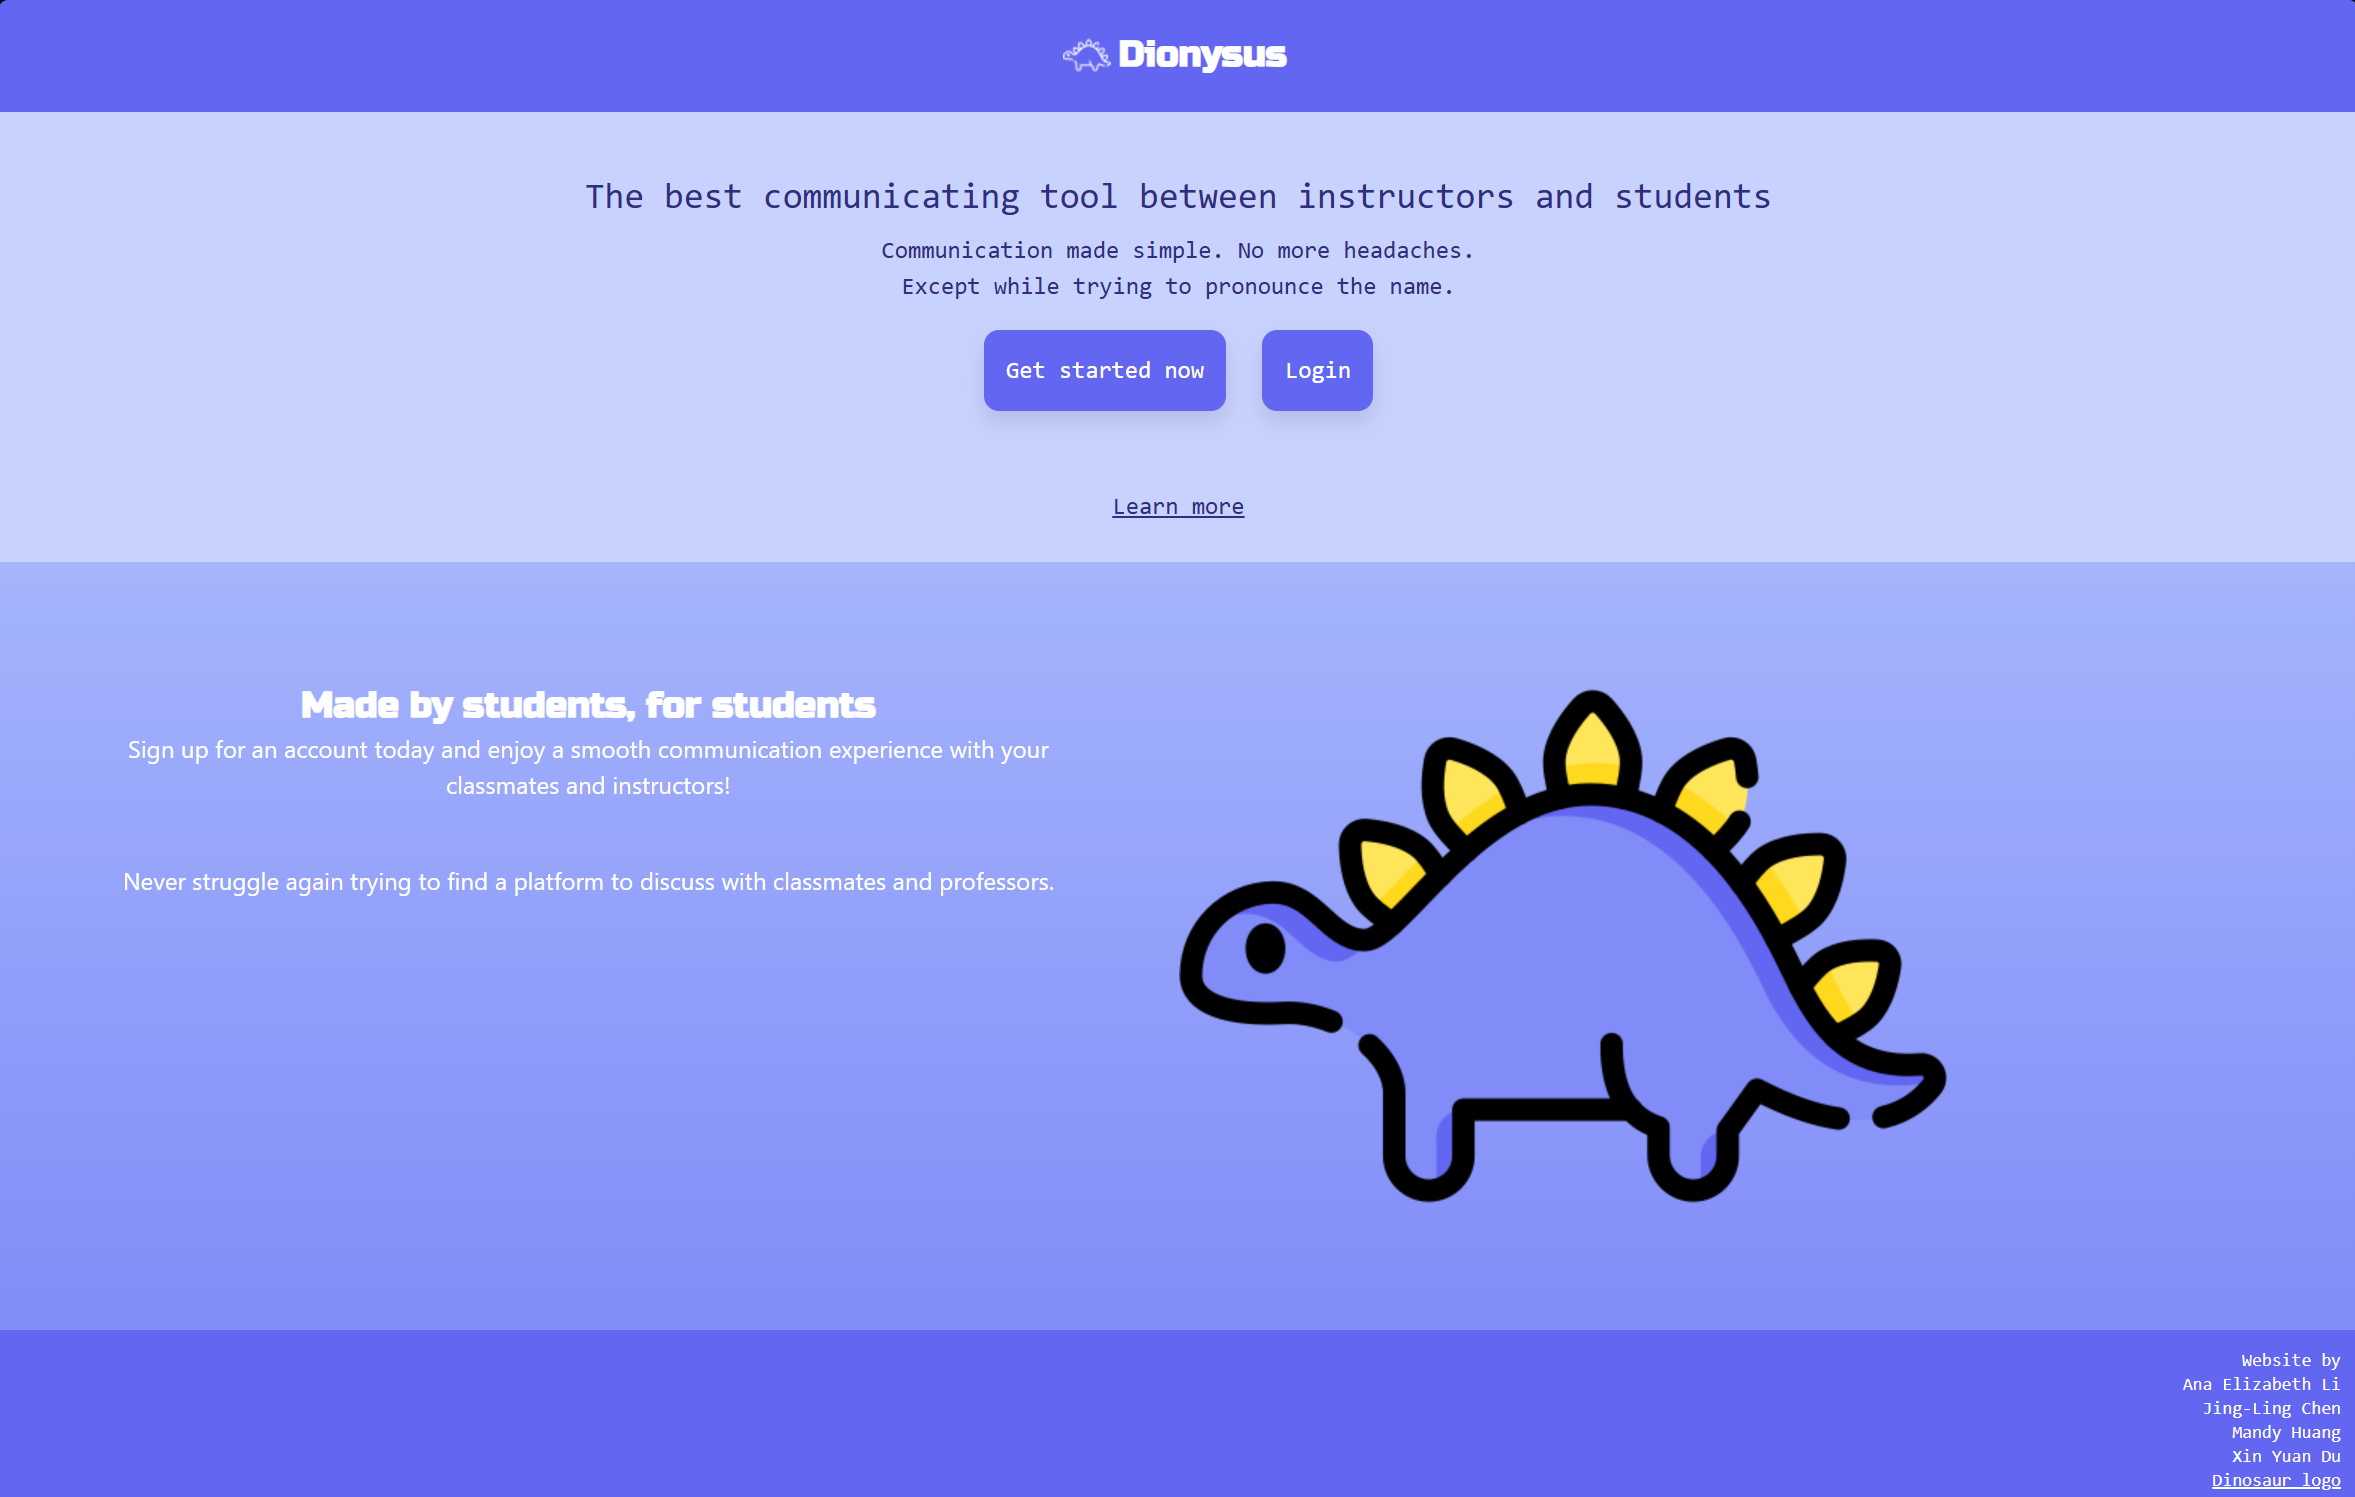 Dionysus
The best communicating tool between instructors and students
Communication made simple. No more headaches.
Except while trying to pronounce the name.
Get started now
Login
Learn more
Made by students, for students
Sign up for an account today and enjoy a smooth communication experience with your
classmates and instructors!
Never struggle again trying to find a platform to discuss with classmates and professors.
Website by
Ana Elizabeth Li
Jing-Ling Chen
Mandy Huang
Xin Yuan Du
Dinosaur logo